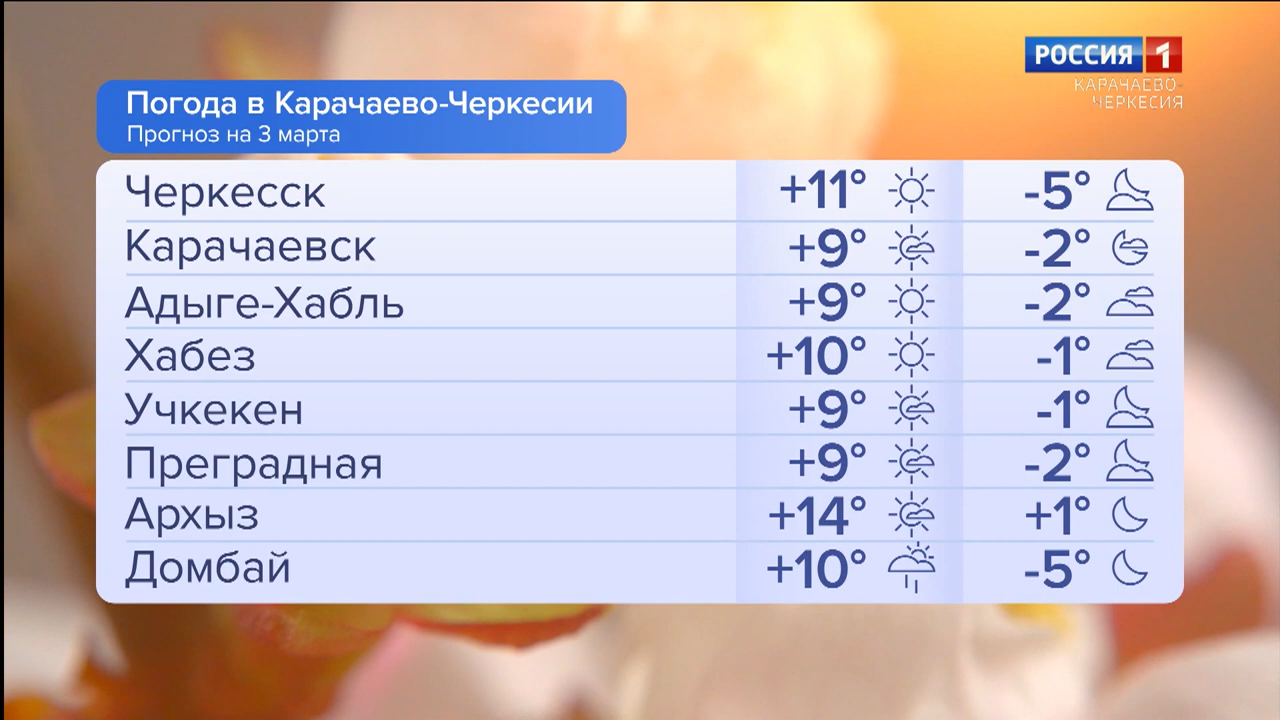 РОССИЯ 1
КАРАЧАЕВО-
ЧЕРКЕСИЯ
Погода в Карачаево-Черкесии
Прогноз на 3 марта
Черкесск +11° -5°
Карачаевск +9° -2°
Адыге-Хабль +9° -2°
Хабез +10° -1°
Учкекен +9° -1°
Преградная +9° -2°
Архыз +14° +1°
Домбай +10° -5°